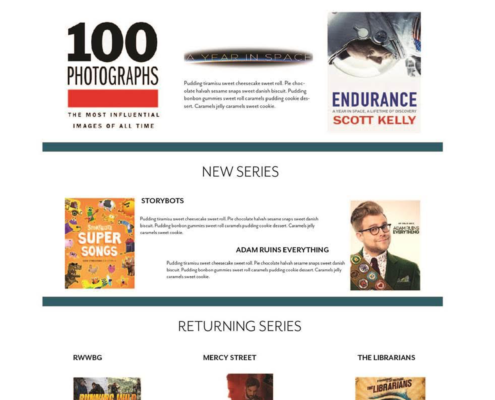 100
PHOTOGRAPHS
THE MOST INFLUENTIAL
IMAGES OF ALL TIME
A YEAR IN SPACE
Pudding tiramisu sweet cheesecake sweet roll. Pie choc-
olate halvah sesame snaps sweet danish biscuit. Pudding
bonbon gummies sweet roll caramels pudding cookie des-
sert. Caramels jelly caramels sweet cookie.
ENDURANCE
A YEAR IN SPACE, A LIFETIME OF DISCOVERY
SCOTT KELLY
NEW SERIES
STORYBOTS
Pudding tiramisu sweet cheesecake sweet roll. Pie chocolate halvah sesame snaps sweet danish
biscuit. Pudding bonbon gummies sweet roll caramels pudding cookie dessert. Caramels jelly
caramels sweet cookie.
StoryBots
SUPER
SONGS
ADAM RUINS EVERYTHING
Pudding tiramisu sweet cheesecake sweet roll. Pie chocolate halvah sesame snaps sweet danish
biscuit. Pudding bonbon gummies sweet roll caramels pudding cookie dessert. Caramels jelly
caramels sweet cookie.
ADAM RUINS
EVERYTHING
RETURNING SERIES
RWWBG
MERCY STREET
THE LIBRARIANS
RUNNING WILD
THE LIBRARIANS